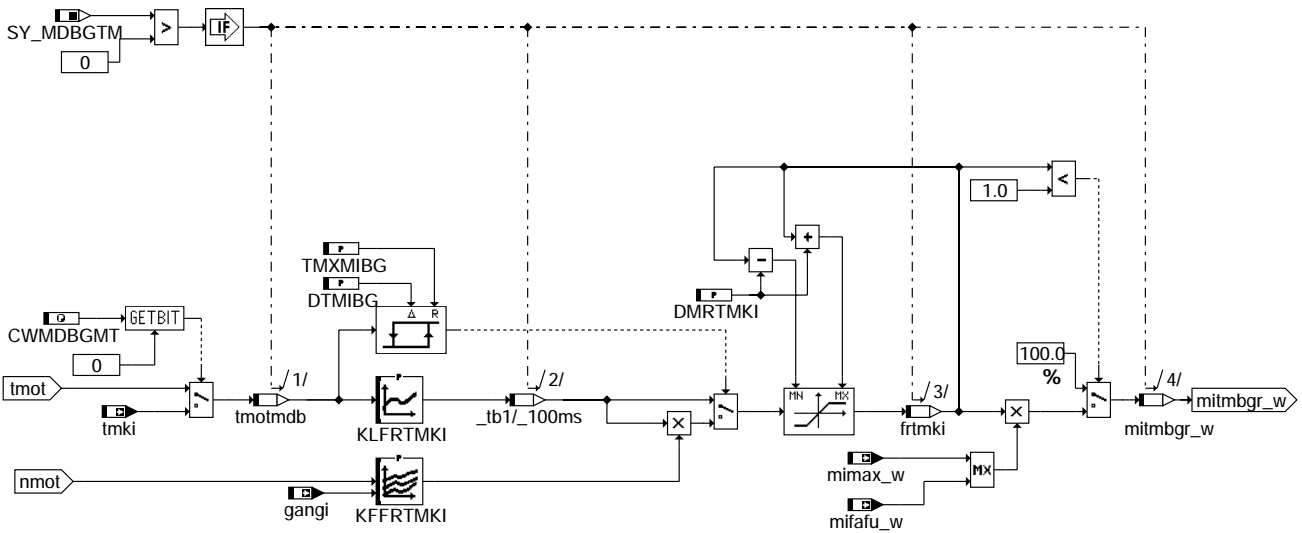 SY_MDBGTM
>
IF
0
1.0
<
P
TMXMIBG
P
DTMIBG
+
-
P
DMRTMKI
CWMDBGMT
GETBIT
0
Δ R
tmot
tmki
1/
tmotmdb
P
KLFRTMKI
2/
_tb1/_100ms
×
MN MX
3/
frtmki
×
100.0
%
4/
mitmbgr_w
mitmbgr_w
nmot
gangi
P
KFFRTMKI
mimax_w
MX
mifafu_w